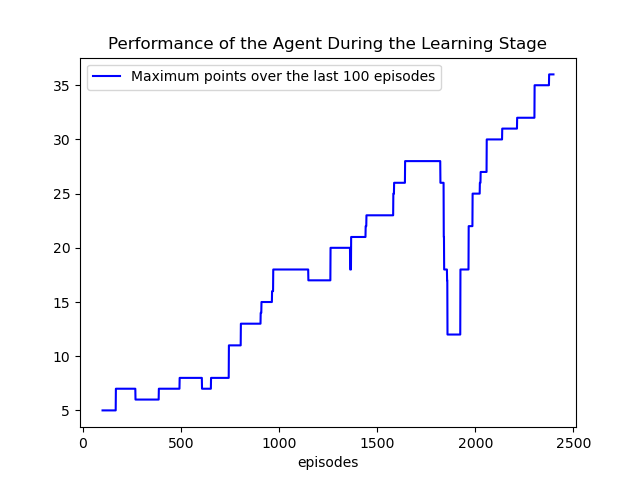 Performance of the Agent During the Learning Stage
Maximum points over the last 100 episodes
35
30
25
20
15
10
5
0 500 1000 1500 2000 2500
episodes